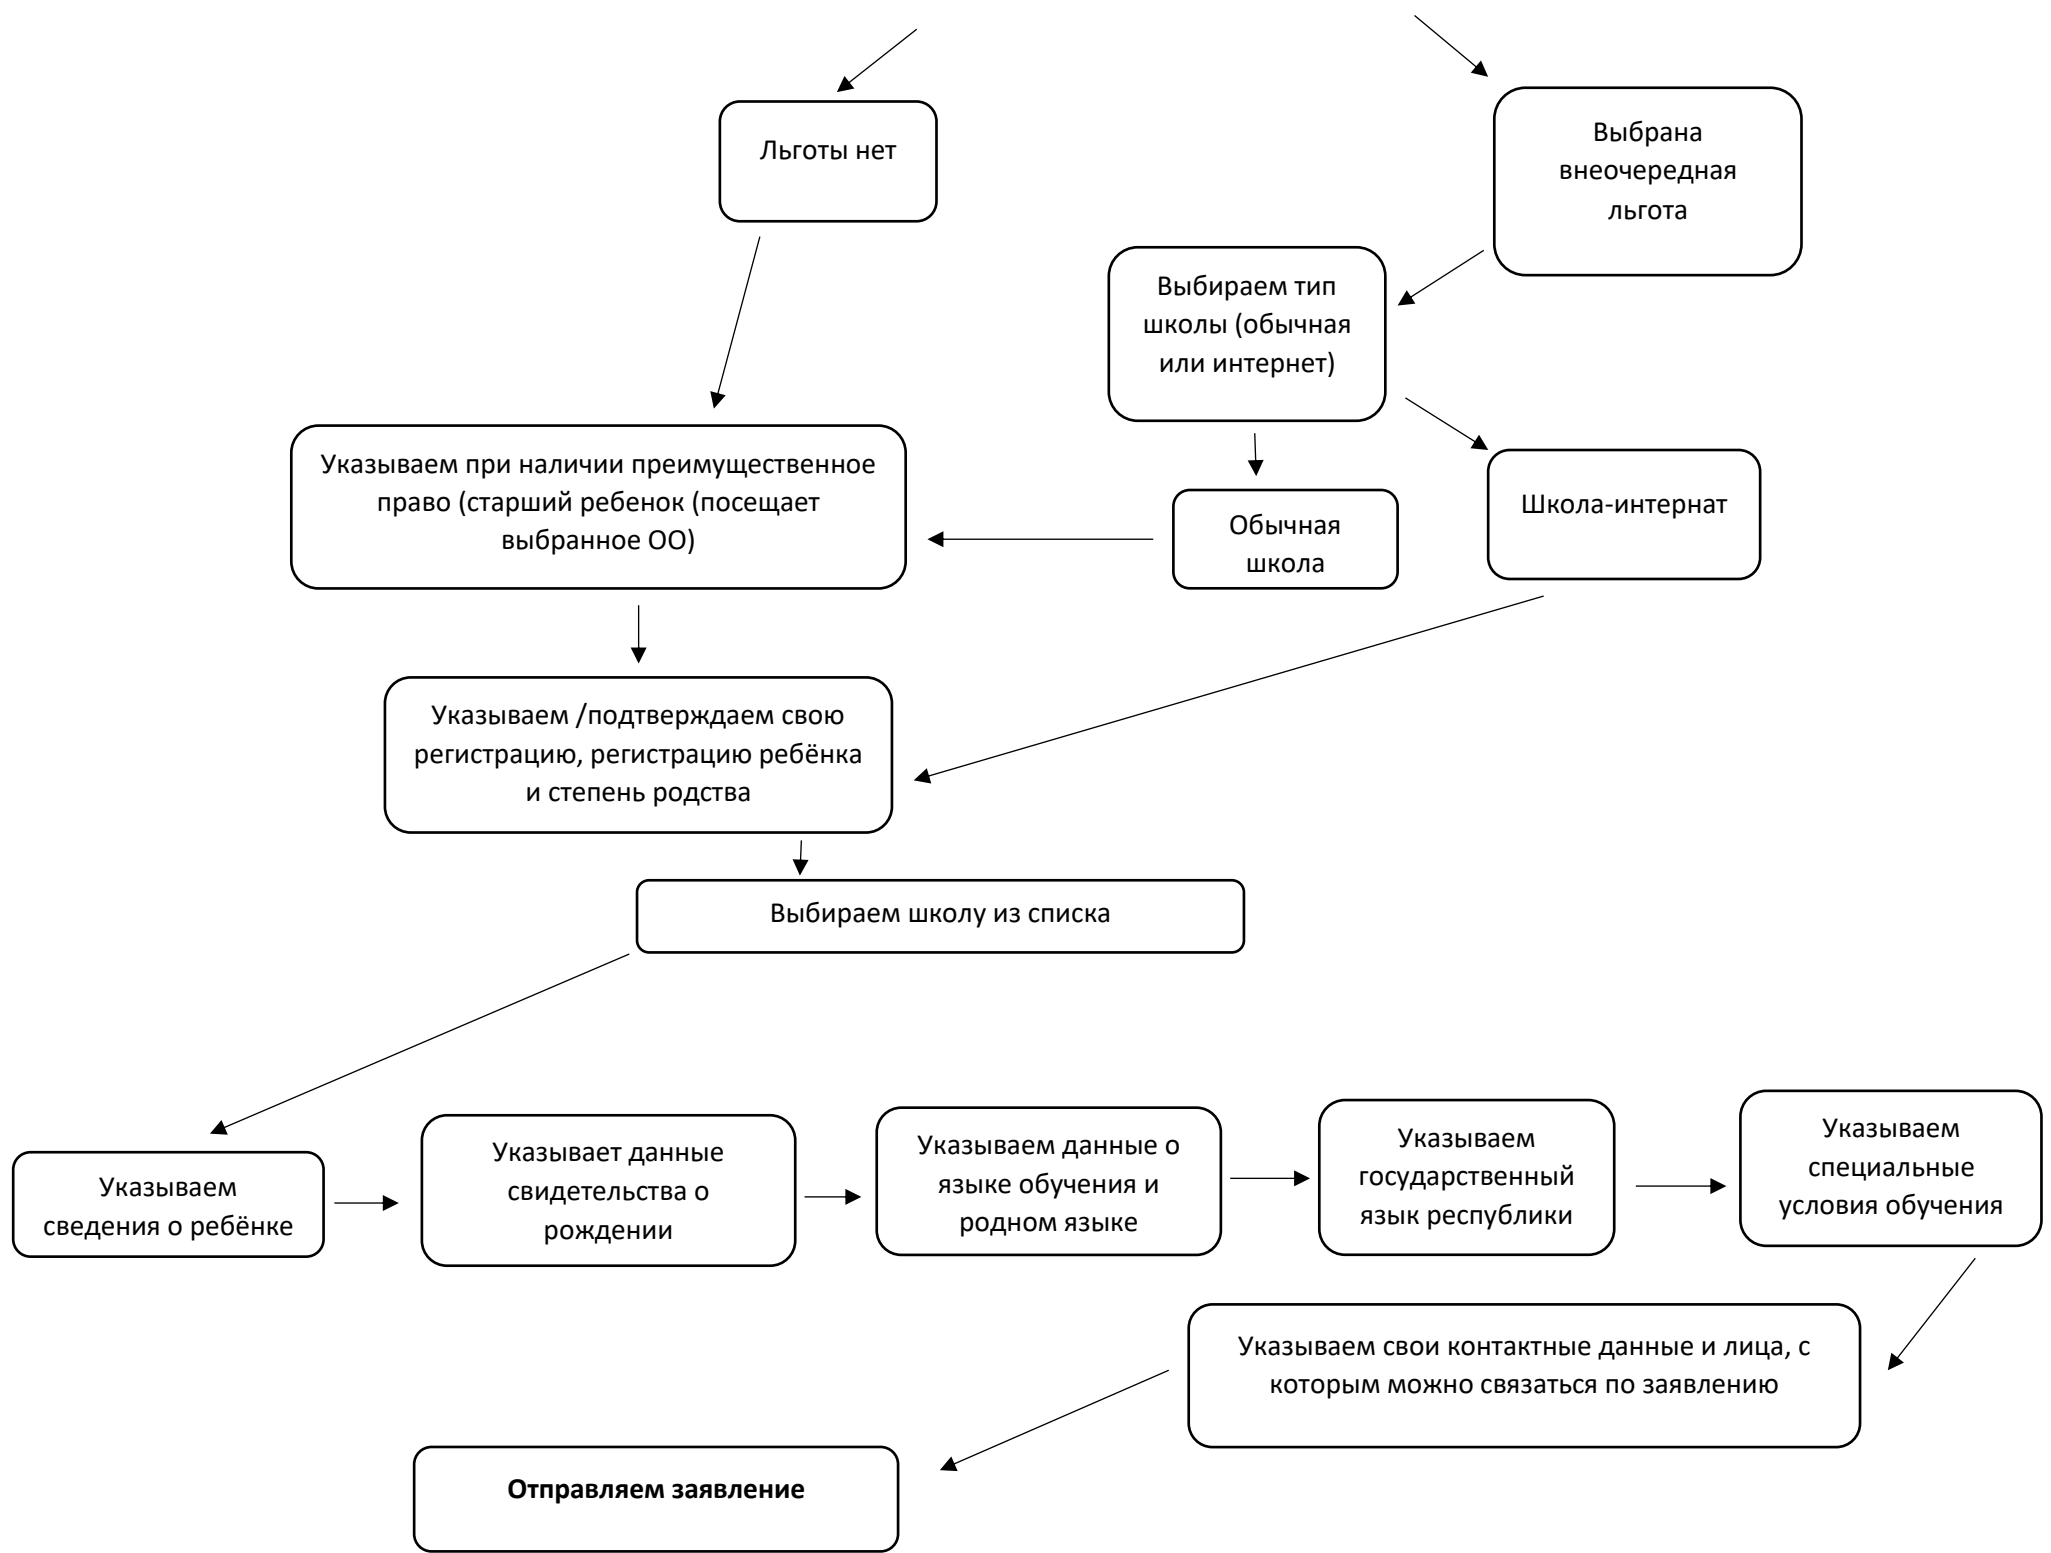 Льготы нет
Выбрана
внеочередная
льгота
Выбираем тип
школы (обычная
или интернет)
Указываем при наличии преимущественное
право (старший ребенок (посещает
выбранное ОО)
Обычная
школа
Школа-интернат
Указываем /подтверждаем свою
регистрацию, регистрацию ребёнка
и степень родства
Выбираем школу из списка
Указываем
сведения о ребёнке
Указывает данные
свидетельства о
рождении
Указываем данные о
языке обучения и
родном языке
Указываем
государственный
язык республики
Указываем
специальные
условия обучения
Указываем свои контактные данные и лица, с
которым можно связаться по заявлению
Отправляем заявление